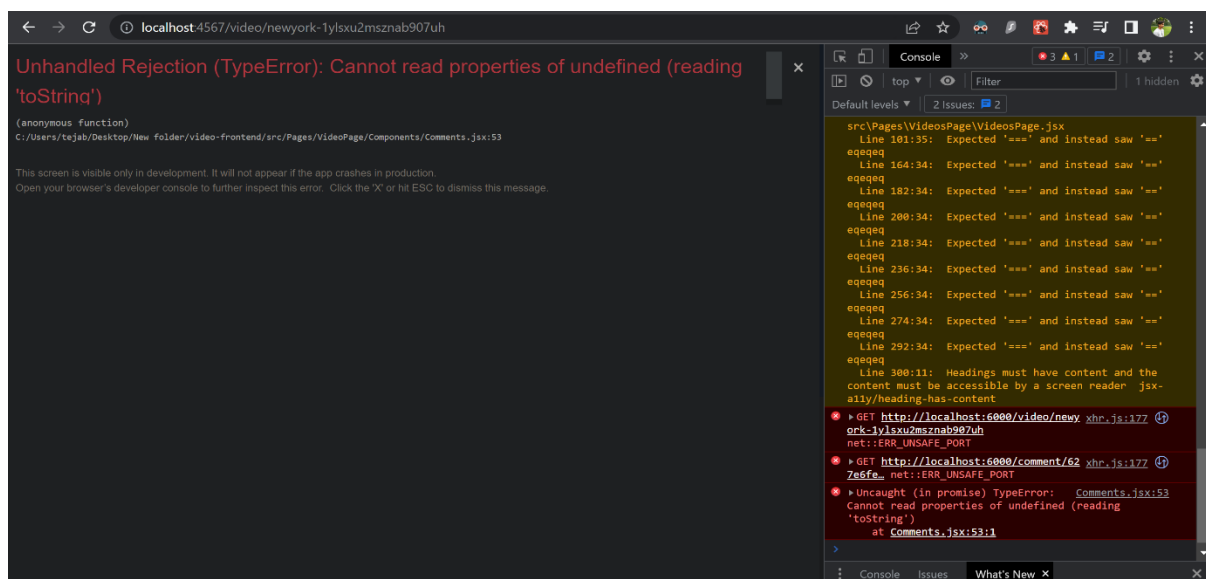 localhost:4567/video/newyork-1ylsxu2msznab907uh
Unhandled Rejection (TypeError): Cannot read properties of undefined (reading
'toString')
×
(anonymous function)
C:/Users/tejab/Desktop/New folder/video-frontend/src/Pages/VideoPage/Components/Comments.jsx:53
This screen is visible only in development. It will not appear if the app crashes in production.
Open your browser's developer console to further inspect this error.  Click the 'X' or hit ESC to dismiss this message.
Console » 3 1 2
top ▼ Filter 1 hidden
Default levels ▼ 2 Issues: 2
src\Pages\VideosPage\VideosPage.jsx
Line 101:35:  Expected '===' and instead saw '=='
eqeqeq
Line 164:34:  Expected '===' and instead saw '=='
eqeqeq
Line 182:34:  Expected '===' and instead saw '=='
eqeqeq
Line 200:34:  Expected '===' and instead saw '=='
eqeqeq
Line 218:34:  Expected '===' and instead saw '=='
eqeqeq
Line 236:34:  Expected '===' and instead saw '=='
eqeqeq
Line 256:34:  Expected '===' and instead saw '=='
eqeqeq
Line 274:34:  Expected '===' and instead saw '=='
eqeqeq
Line 292:34:  Expected '===' and instead saw '=='
eqeqeq
Line 300:11:  Headings must have content and the
content must be accessible by a screen reader  jsx-
a11y/heading-has-content
GET http://localhost:6000/video/newy xhr.js:177
ork-1ylsxu2msznab907uh
net::ERR_UNSAFE_PORT
GET http://localhost:6000/comment/62 xhr.js:177
7e6fe… net::ERR_UNSAFE_PORT
Uncaught (in promise) TypeError: Comments.jsx:53
Cannot read properties of undefined (reading
'toString')
at Comments.jsx:53:1
Console Issues What's New ×